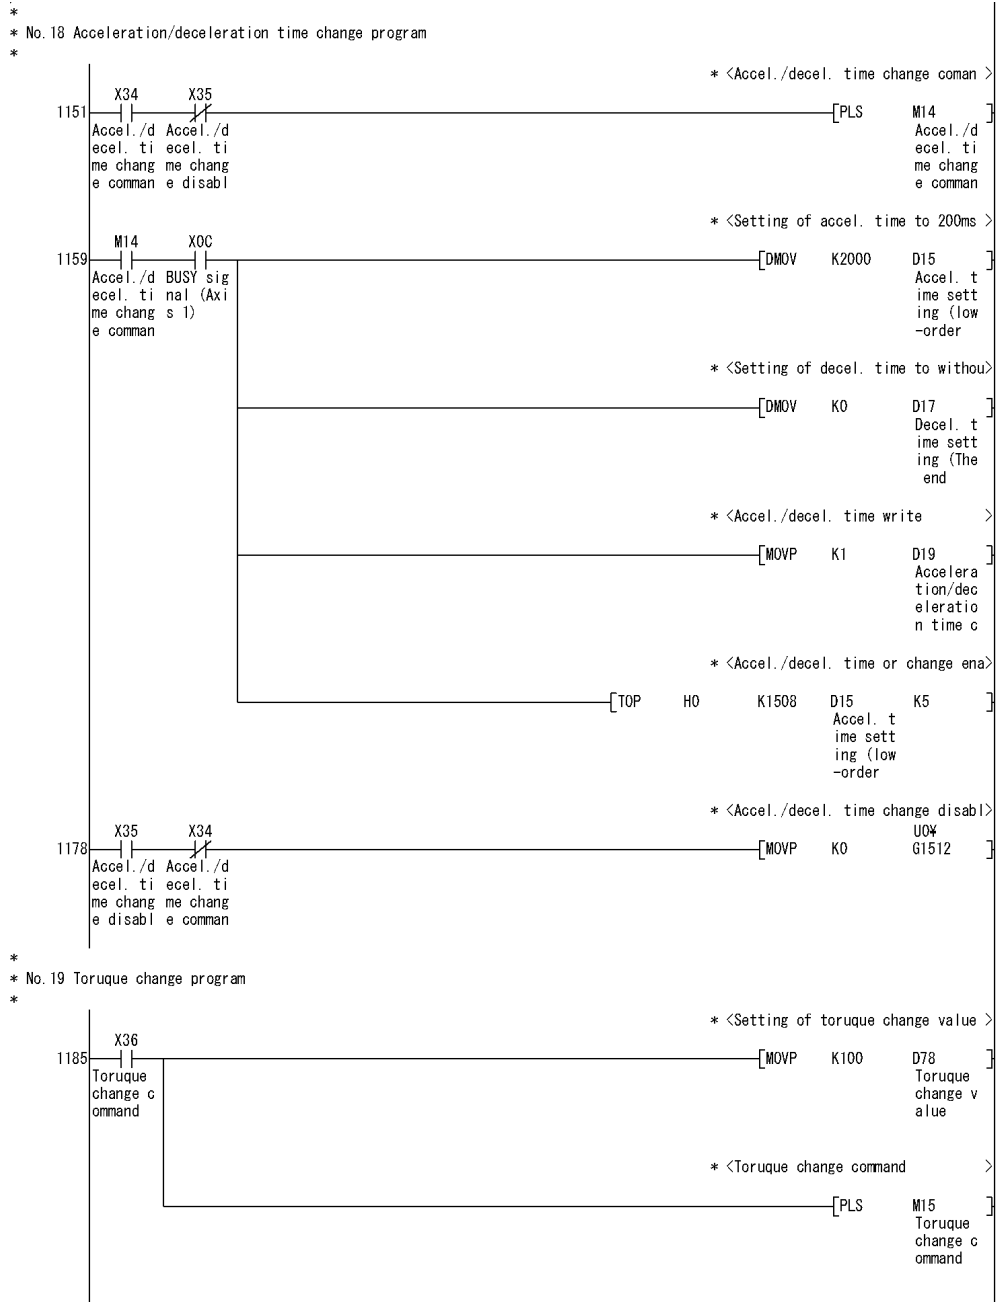 *
* No.18 Acceleration/deceleration time change program
*
* <Accel./decel. time change coman >
X34 X35
1151 PLS M14
Accel./d Accel./d Accel./d
ecel. ti ecel. ti ecel. ti
me chang me chang me chang
e comman e disabl e comman
* <Setting of accel. time to 200ms >
M14 X0C
1159 DMOV K2000 D15
Accel./d BUSY sig Accel. t
ecel. ti nal (Axi ime sett
me chang s 1) ing (low
e comman -order
* <Setting of decel. time to withou>
DMOV K0 D17
Decel. t
ime sett
ing (The
end
* <Accel./decel. time write >
MOVP K1 D19
Accelera
tion/dec
eleratio
n time c
* <Accel./decel. time or change ena>
TOP H0 K1508 D15 K5
Accel. t
ime sett
ing (low
-order
* <Accel./decel. time change disabl>
X35 X34 U0¥
1178 MOVP K0 G1512
Accel./d Accel./d
ecel. ti ecel. ti
me chang me chang
e disabl e comman
*
* No.19 Toruque change program
*
* <Setting of toruque change value >
X36
1185 MOVP K100 D78
Toruque Toruque
change c change v
ommand alue
* <Toruque change command >
PLS M15
Toruque
change c
ommand